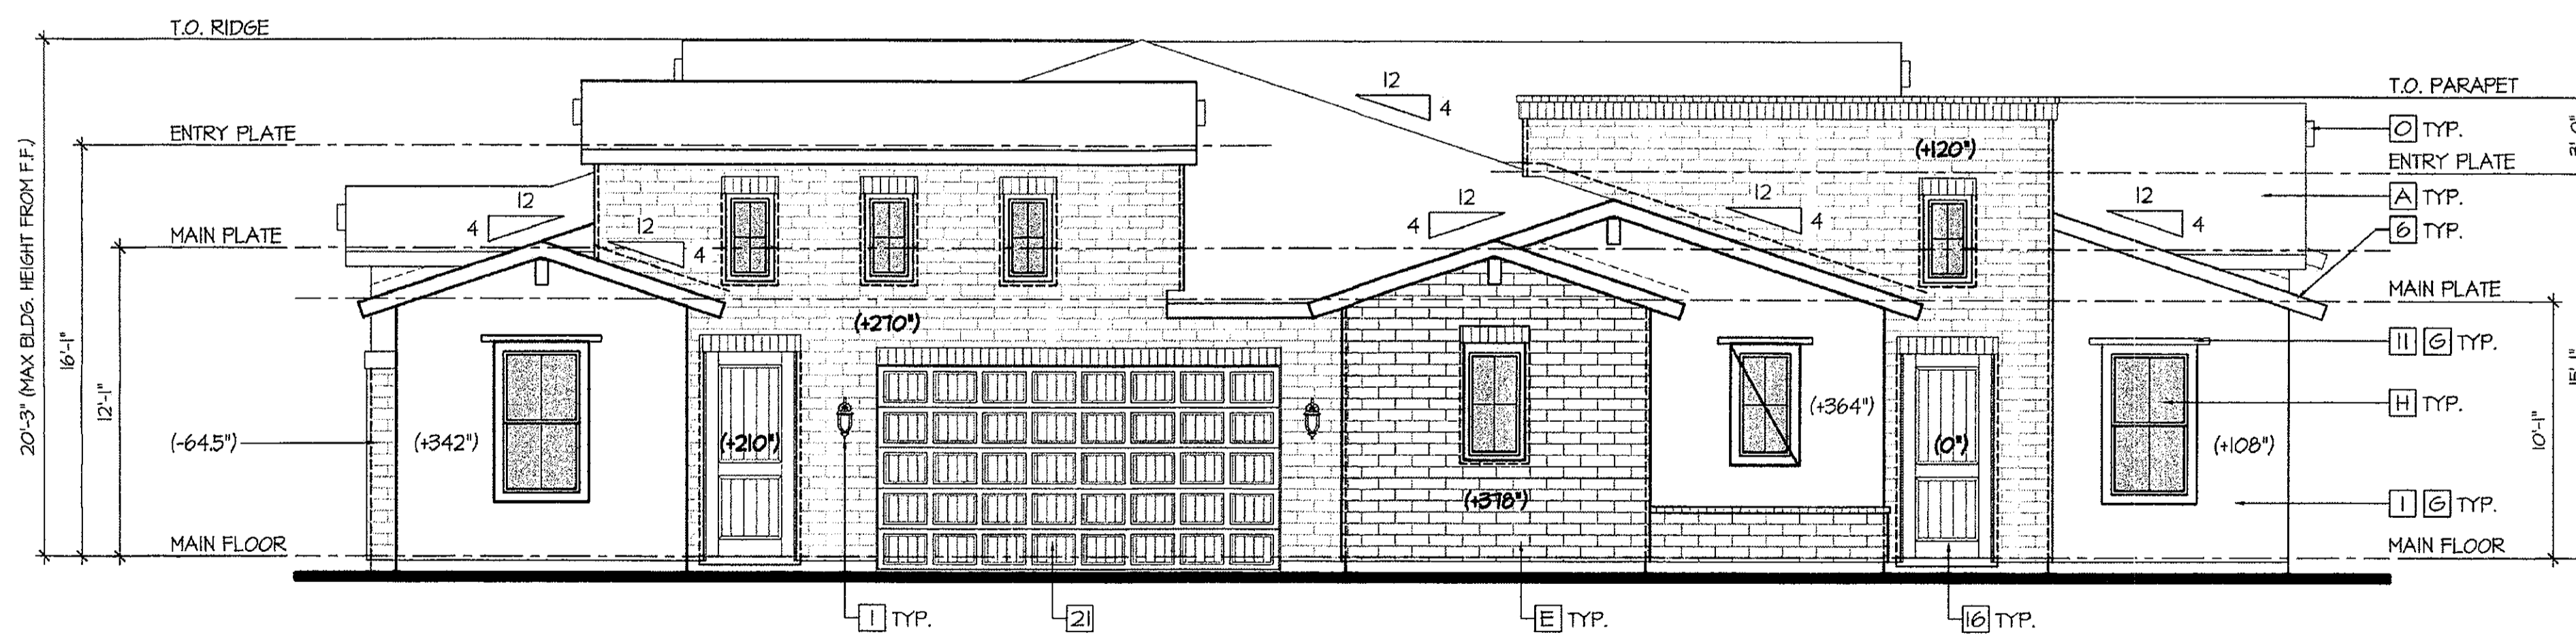 T.O. RIDGE
20'-3" (MAX BLDG. HEIGHT FROM F.F.)
ENTRY PLATE
16'-1"
MAIN PLATE
12'-1"
(-64.5")
MAIN FLOOR
12
4
12
4
12
4
12
4
12
4
12
4
(+342")
(+210")
(+270")
(+378")
(+364")
(+120")
(0")
(+108")
T.O. PARAPET
O TYP.
ENTRY PLATE
A TYP.
6 TYP.
MAIN PLATE
11 G TYP.
H TYP.
10'-1"
15'-1"
1 G TYP.
MAIN FLOOR
1 TYP.
21
E TYP.
16 TYP.